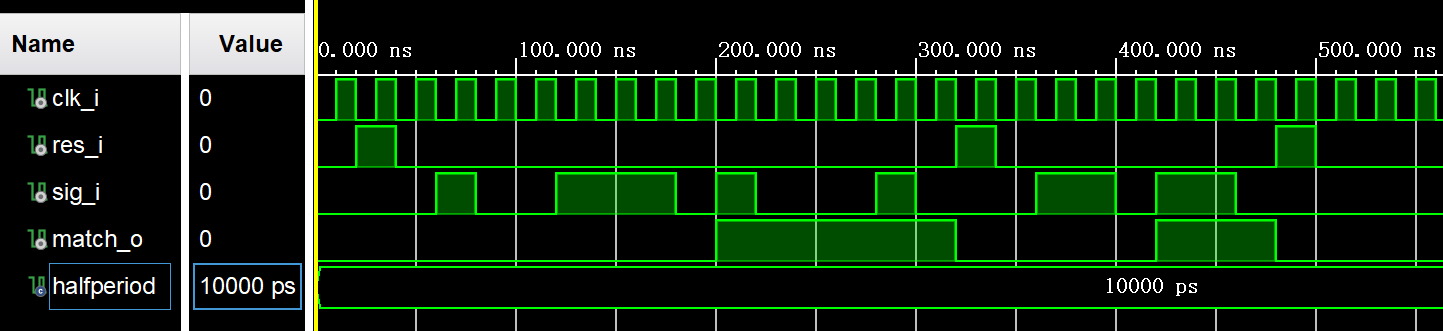 Name Value
0.000 ns 100.000 ns 200.000 ns 300.000 ns 400.000 ns 500.000 ns
clk_i 0
res_i 0
sig_i 0
match_o 0
halfperiod 10000 ps 10000 ps